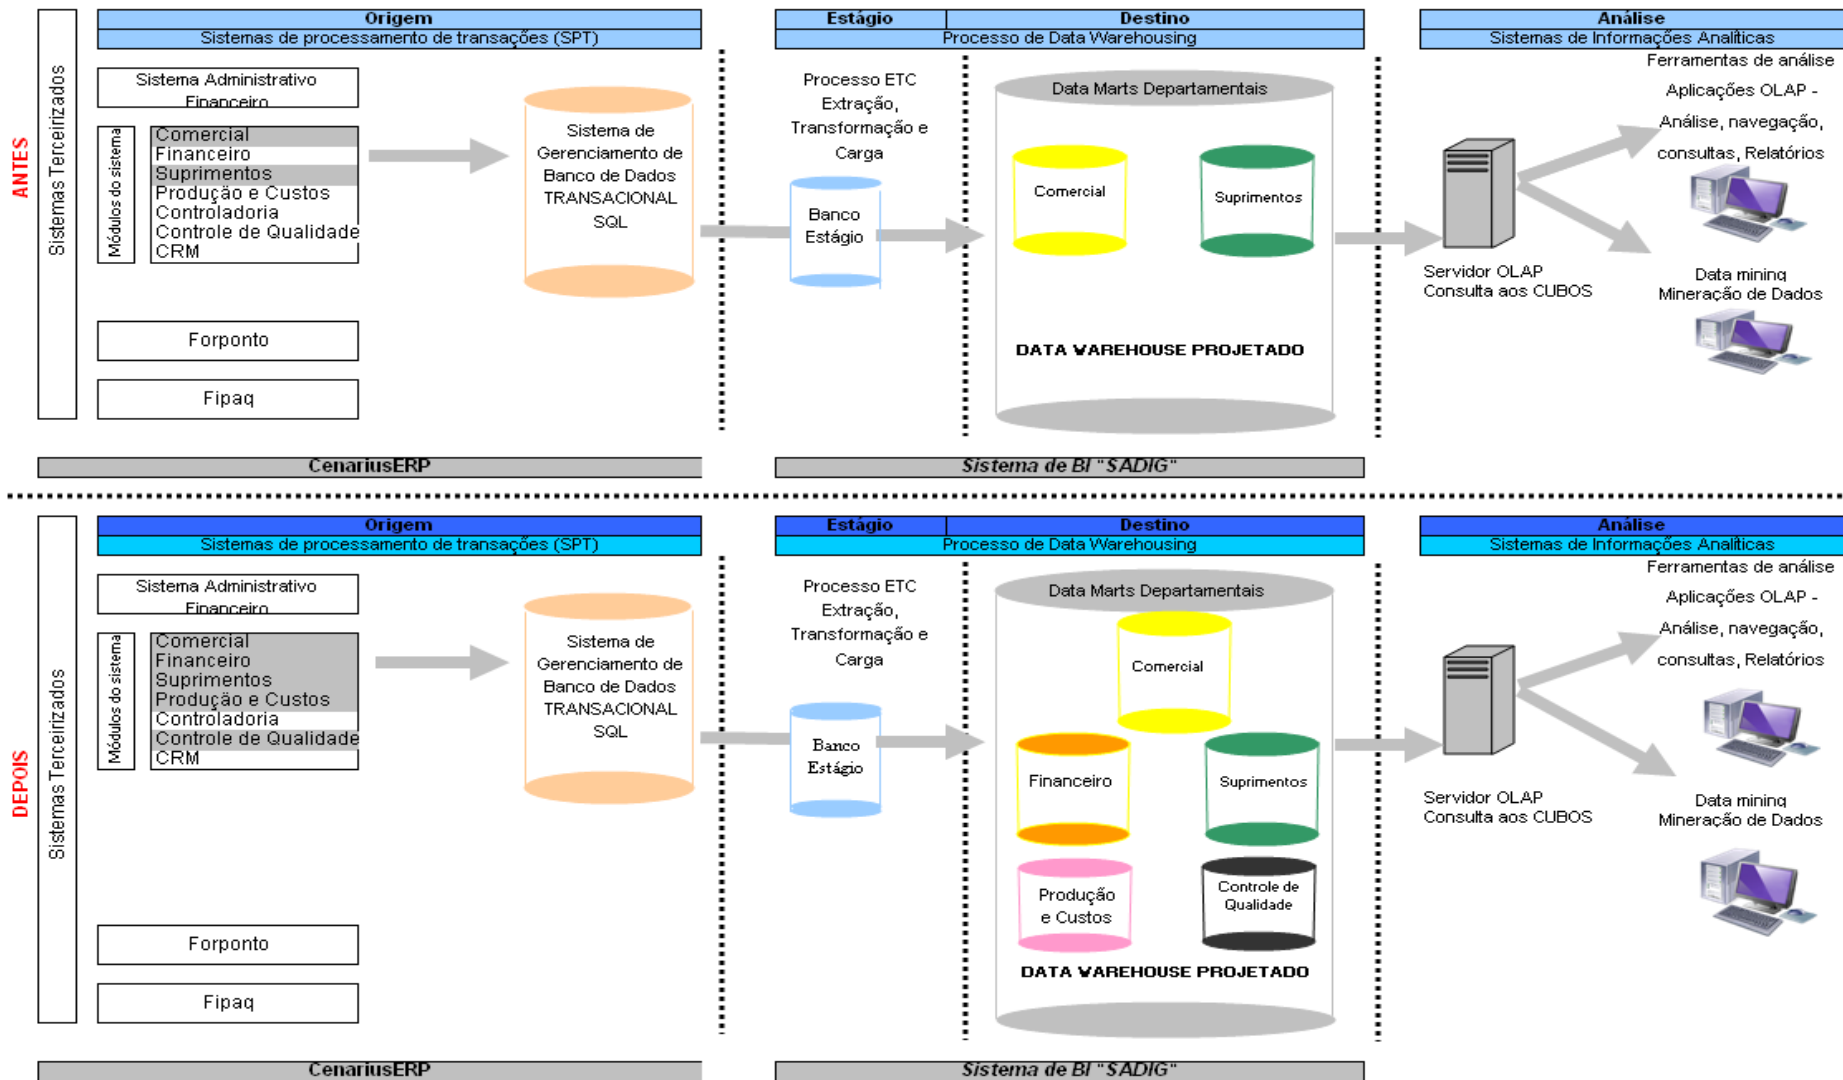 ANTES
Sistemas Terceirizados
Origem
Sistemas de processamento de transações (SPT)
Sistema Administrativo
Financeiro
Módulos do sistema
Comercial
Financeiro
Suprimentos
Produção e Custos
Controladoria
Controle de Qualidade
CRM
Forponto
Fipaq
Sistema de
Gerenciamento de
Banco de Dados
TRANSACIONAL
SQL
CenariusERP
Estágio
Destino
Processo de Data Warehousing
Processo ETC
Extração,
Transformação e
Carga
Banco
Estágio
Data Marts Departamentais
Comercial
Suprimentos
DATA WAREHOUSE PROJETADO
Sistema de BI "SADIG"
Análise
Sistemas de Informações Analíticas
Ferramentas de análise
Aplicações OLAP -
Análise, navegação,
consultas, Relatórios
Servidor OLAP
Consulta aos CUBOS
Data mining
Mineração de Dados
DEPOIS
Sistemas Terceirizados
Origem
Sistemas de processamento de transações (SPT)
Sistema Administrativo
Financeiro
Módulos do sistema
Comercial
Financeiro
Suprimentos
Produção e Custos
Controladoria
Controle de Qualidade
CRM
Forponto
Fipaq
Sistema de
Gerenciamento de
Banco de Dados
TRANSACIONAL
SQL
CenariusERP
Estágio
Destino
Processo de Data Warehousing
Processo ETC
Extração,
Transformação e
Carga
Banco
Estágio
Data Marts Departamentais
Comercial
Financeiro
Suprimentos
Produção
e Custos
Controle de
Qualidade
DATA WAREHOUSE PROJETADO
Sistema de BI "SADIG"
Análise
Sistemas de Informações Analíticas
Ferramentas de análise
Aplicações OLAP -
Análise, navegação,
consultas, Relatórios
Servidor OLAP
Consulta aos CUBOS
Data mining
Mineração de Dados